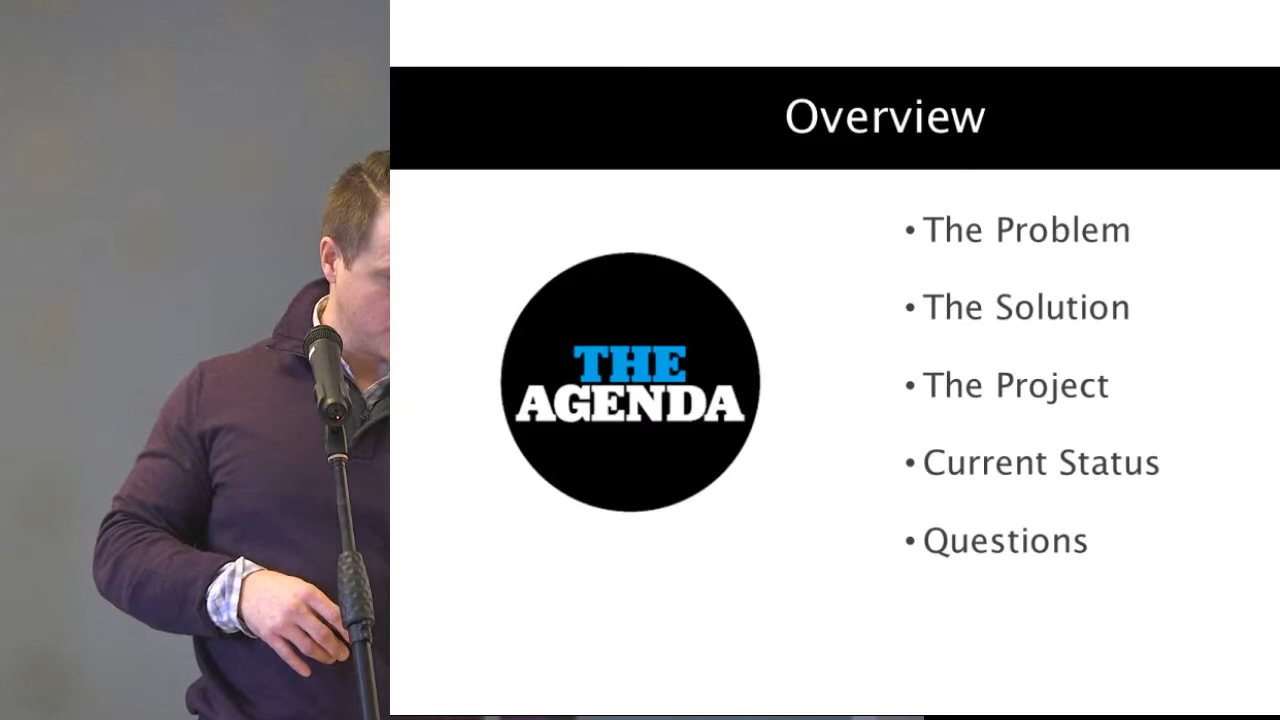 Overview
THE
AGENDA
• The Problem
• The Solution
• The Project
• Current Status
• Questions